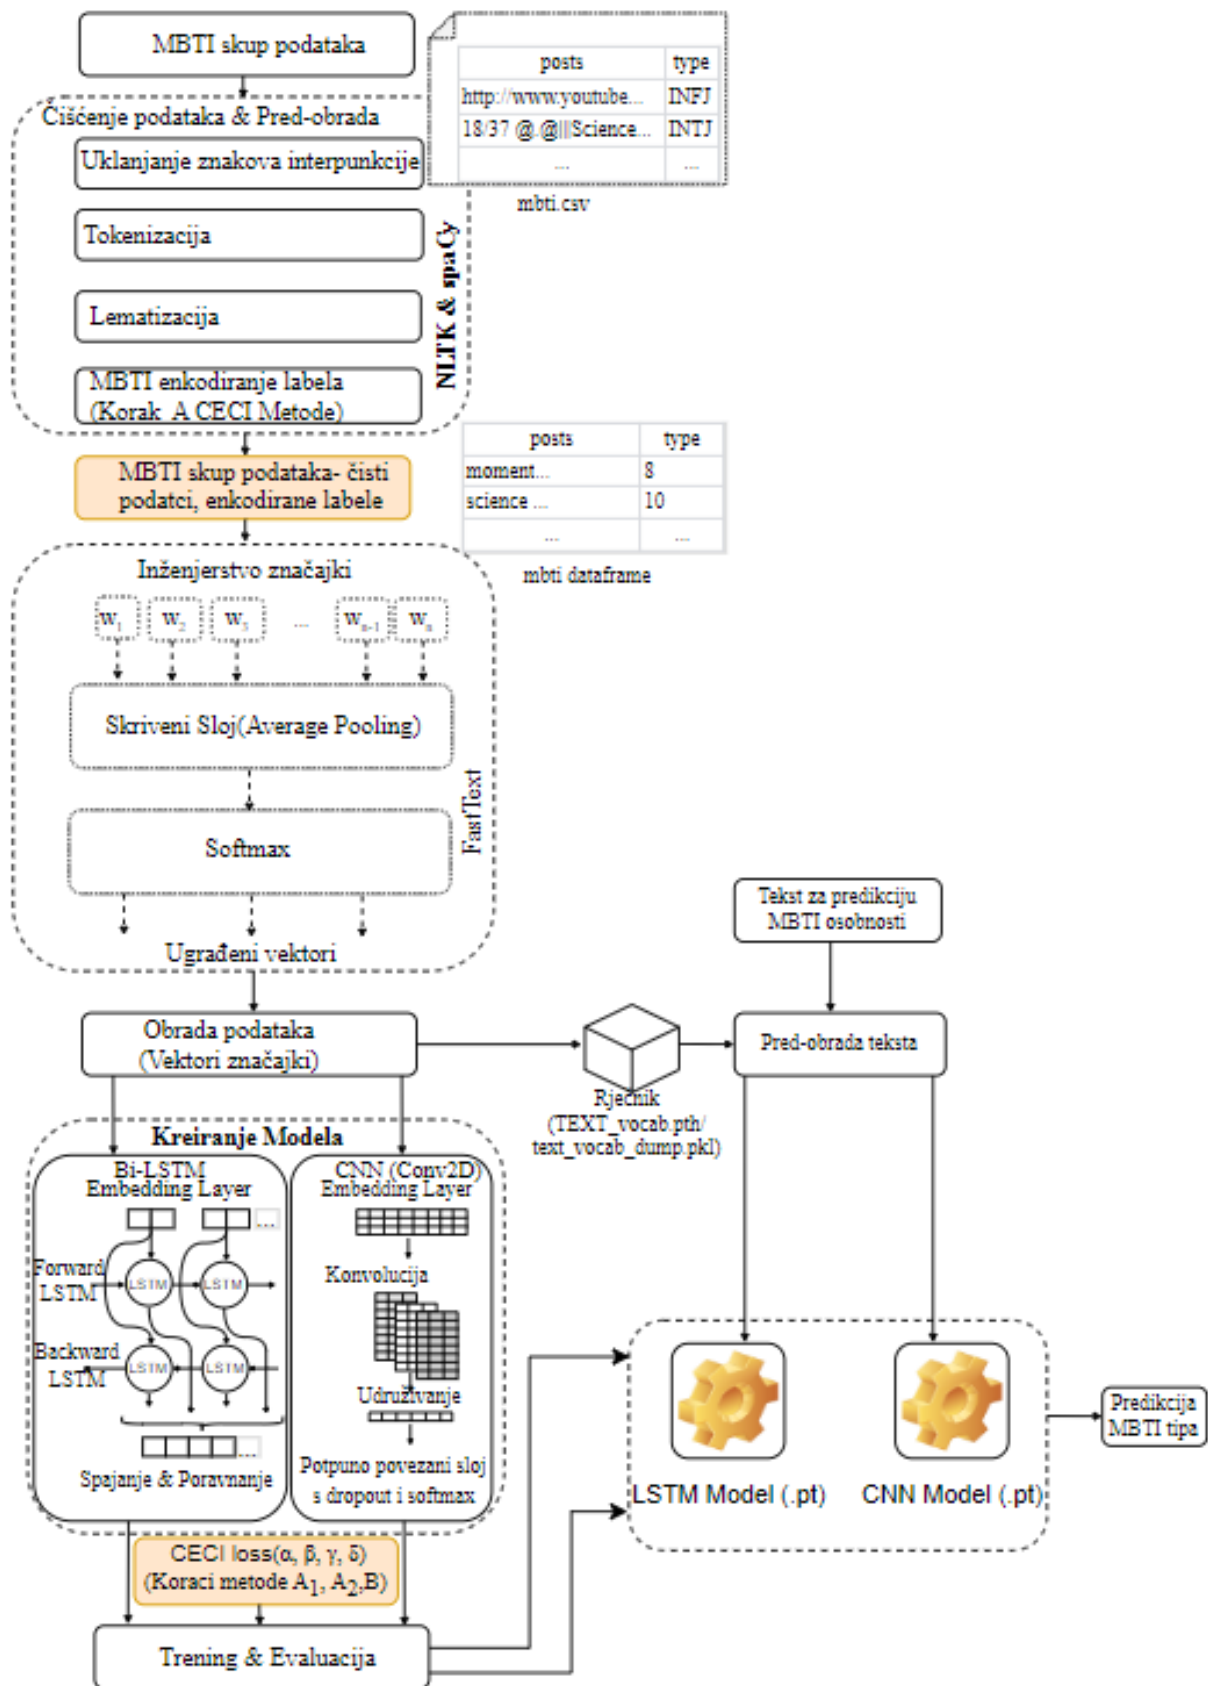 MBTI skup podataka
posts type
http://www.youtube... INFJ
18/37 @.@|||Science... INTJ
... ...
mbti.csv
Čišćenje podataka & Pred-obrada
Uklanjanje znakova interpunkcije
Tokenizacija
Lematizacija
MBTI enkodiranje labela
(Korak A CECI Metode)
NLTK & spaCy
MBTI skup podataka- čisti
podatci, enkodirane labele
posts type
moment... 8
science ... 10
... ...
mbti dataframe
Inženjerstvo značajki
W1 W2 W3 ... Wn-1 Wn
Skriveni Sloj(Average Pooling)
Softmax
FastText
Ugrađeni vektori
Obrada podataka
(Vektori značajki)
Rječnik
(TEXT_vocab.pth/
text_vocab_dump.pkl)
Tekst za predikciju
MBTI osobnosti
Pred-obrada teksta
Kreiranje Modela
Bi-LSTM
Embedding Layer
...
Forward
LSTM
LSTM LSTM
Backward
LSTM
LSTM LSTM
...
Spajanje & Poravnanje
CNN (Conv2D)
Embedding Layer
Konvolucija
Udruživanje
Potpuno povezani sloj
s dropout i softmax
CECI loss(α, β, γ, δ)
(Koraci metode A1, A2,B)
Trening & Evaluacija
LSTM Model (.pt)
CNN Model (.pt)
Predikcija
MBTI tipa